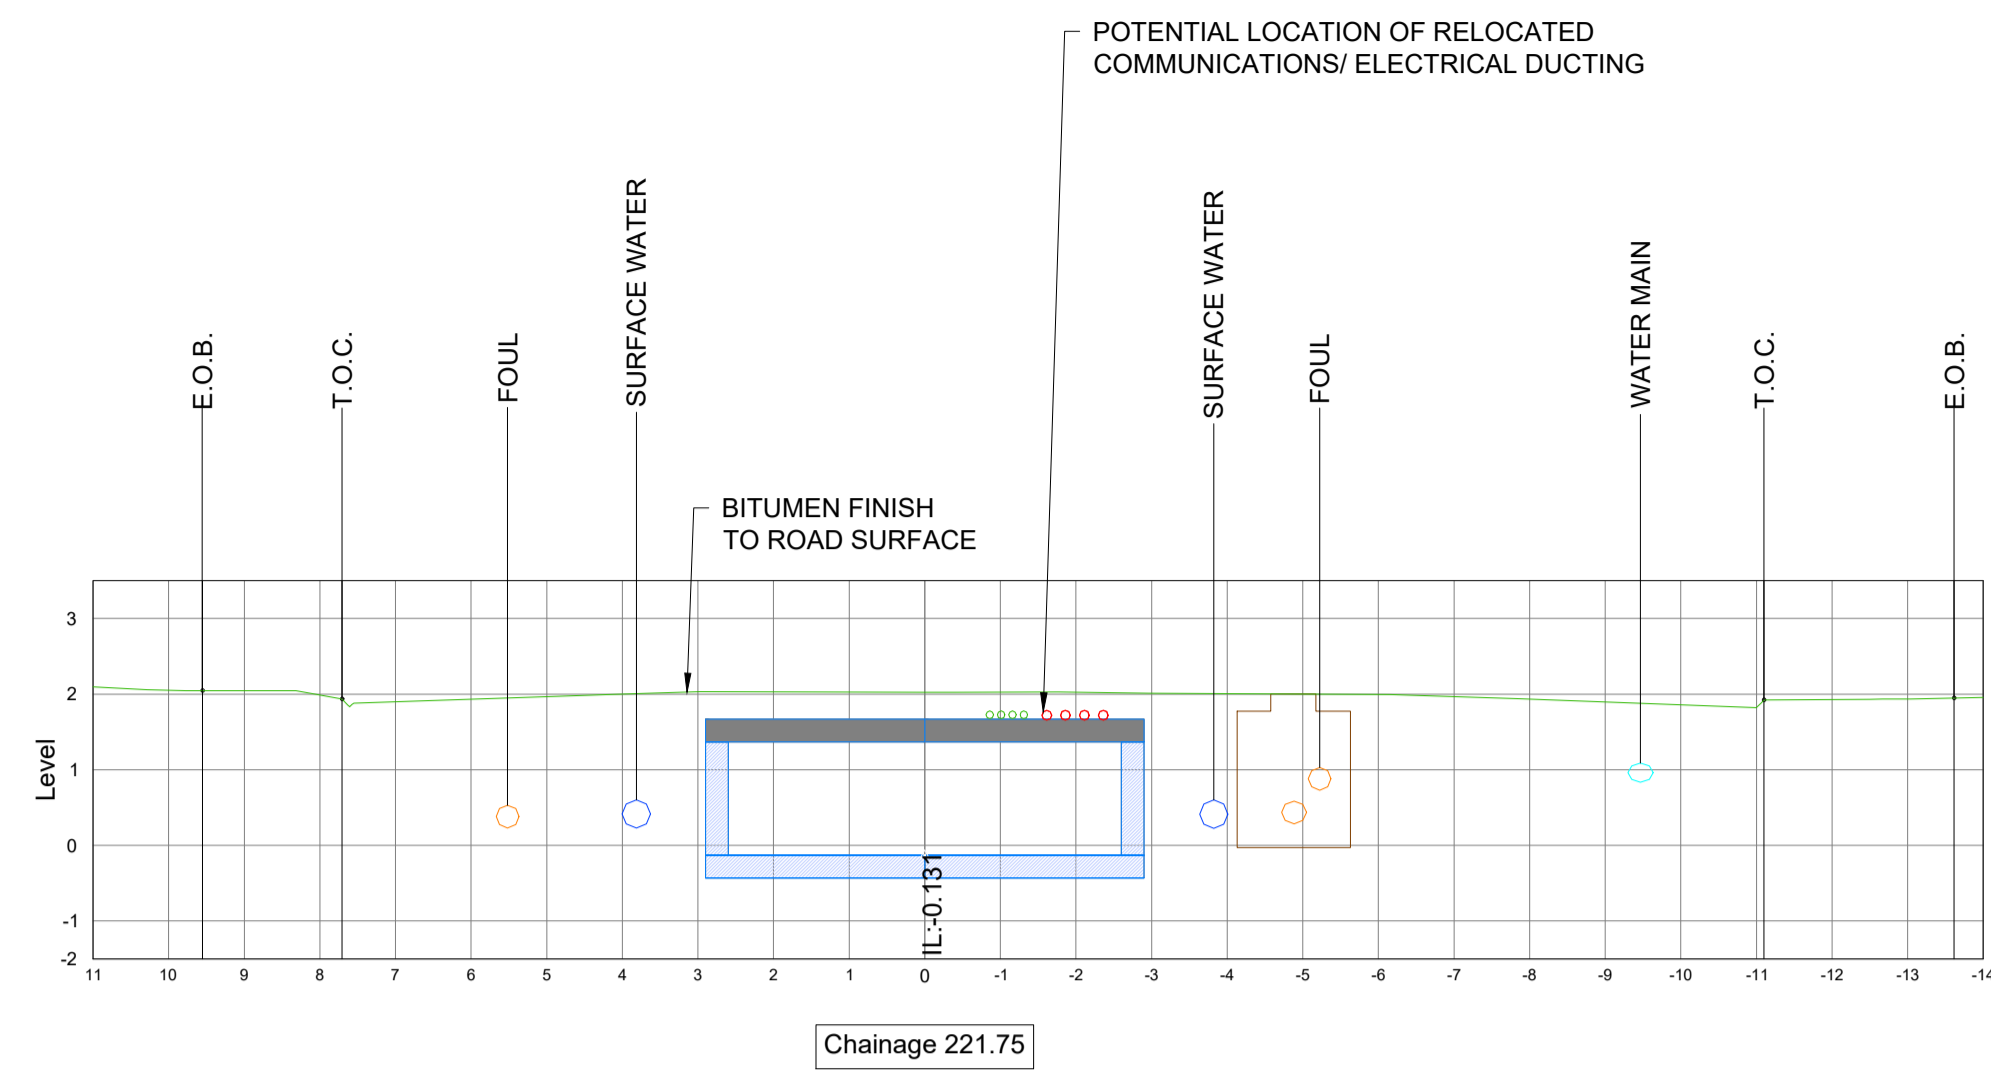 POTENTIAL LOCATION OF RELOCATED
COMMUNICATIONS/ ELECTRICAL DUCTING
E.O.B.
T.O.C.
FOUL
SURFACE WATER
SURFACE WATER
FOUL
WATER MAIN
T.O.C.
E.O.B.
BITUMEN FINISH
TO ROAD SURFACE
Level
3
2
1
0
-1
-2
IL:-0.131
11 10 9 8 7 6 5 4 3 2 1 0 -1 -2 -3 -4 -5 -6 -7 -8 -9 -10 -11 -12 -13 -14
Chainage 221.75